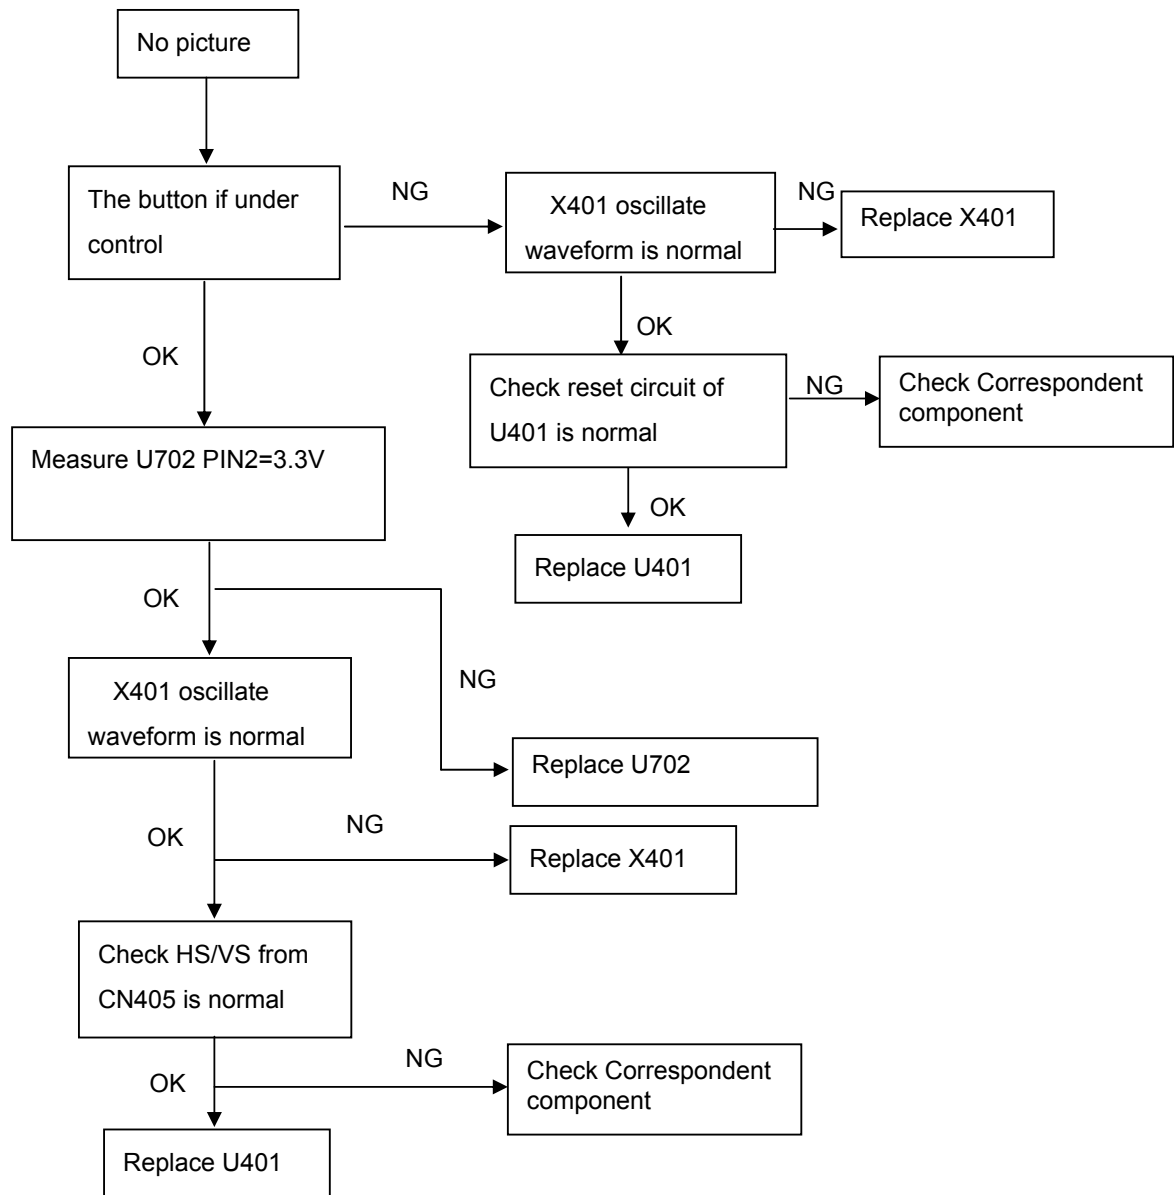 No picture
The button if under
control
NG
X401 oscillate
waveform is normal
NG
Replace X401
OK
OK
Check reset circuit of
U401 is normal
NG
Check Correspondent
component
Measure U702 PIN2=3.3V
OK
Replace U401
OK
NG
X401 oscillate
waveform is normal
Replace U702
OK
NG
Replace X401
Check HS/VS from
CN405 is normal
OK
NG
Check Correspondent
component
Replace U401